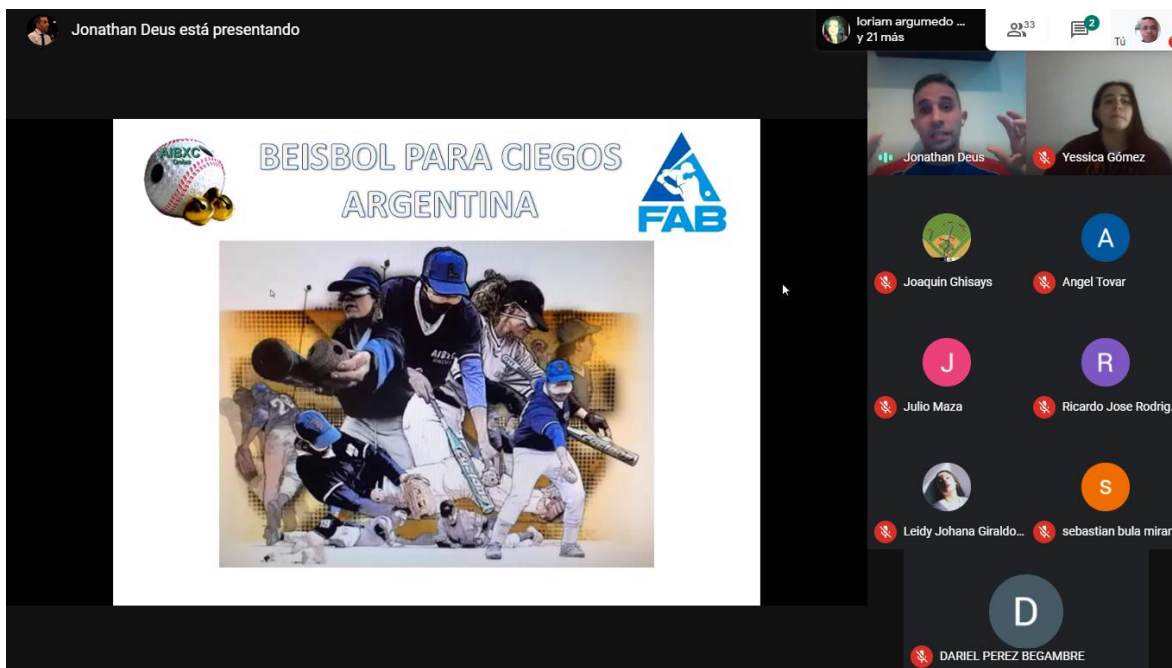 Jonathan Deus está presentando
loriam argumedo ...
y 21 más
33
2
Tú
AIBXC
BEISBOL PARA CIEGOS
ARGENTINA
FAB
AIBXC
Jonathan Deus
Yessica Gómez
Joaquin Ghisays
A
Angel Tovar
J
Julio Maza
R
Ricardo Jose Rodrig
Leidy Johana Giraldo...
s
sebastian bula mirar
D
DARIEL PEREZ BEGAMBRE